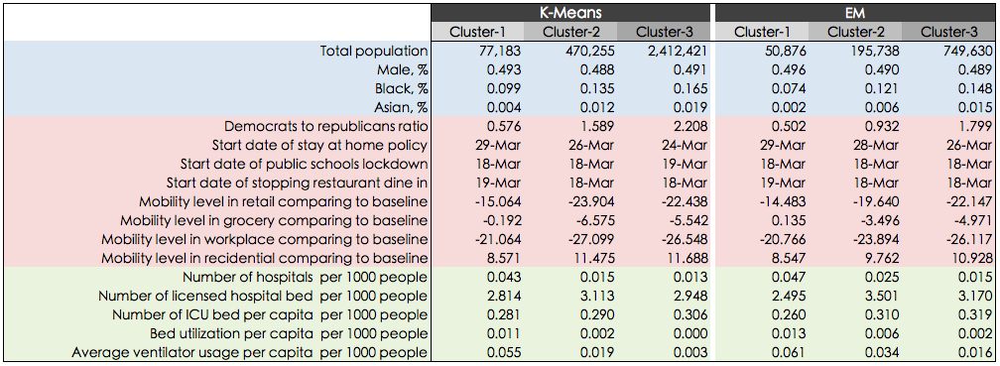 K-Means EM
Cluster-1 Cluster-2 Cluster-3 Cluster-1 Cluster-2 Cluster-3
Total population 77,183 470,255 2,412,421 50,876 195,738 749,630
Male, % 0.493 0.488 0.491 0.496 0.490 0.489
Black, % 0.099 0.135 0.165 0.074 0.121 0.148
Asian, % 0.004 0.012 0.019 0.002 0.006 0.015
Democrats to republicans ratio 0.576 1.589 2.208 0.502 0.932 1.799
Start date of stay at home policy 29-Mar 26-Mar 24-Mar 29-Mar 28-Mar 26-Mar
Start date of public schools lockdown 18-Mar 18-Mar 19-Mar 18-Mar 18-Mar 18-Mar
Start date of stopping restaurant dine in 19-Mar 18-Mar 18-Mar 19-Mar 18-Mar 18-Mar
Mobility level in retail comparing to baseline -15.064 -23.904 -22.438 -14.483 -19.640 -22.147
Mobility level in grocery comparing to baseline -0.192 -6.575 -5.542 0.135 -3.496 -4.971
Mobility level in workplace comparing to baseline -21.064 -27.099 -26.548 -20.766 -23.894 -26.117
Mobility level in recidential comparing to baseline 8.571 11.475 11.688 8.547 9.762 10.928
Number of hospitals per 1000 people 0.043 0.015 0.013 0.047 0.025 0.015
Number of licensed hospital bed per 1000 people 2.814 3.113 2.948 2.495 3.501 3.170
Number of ICU bed per capita per 1000 people 0.281 0.290 0.306 0.260 0.310 0.319
Bed utilization per capita per 1000 people 0.011 0.002 0.000 0.013 0.006 0.002
Average ventilator usage per capita per 1000 people 0.055 0.019 0.003 0.061 0.034 0.016